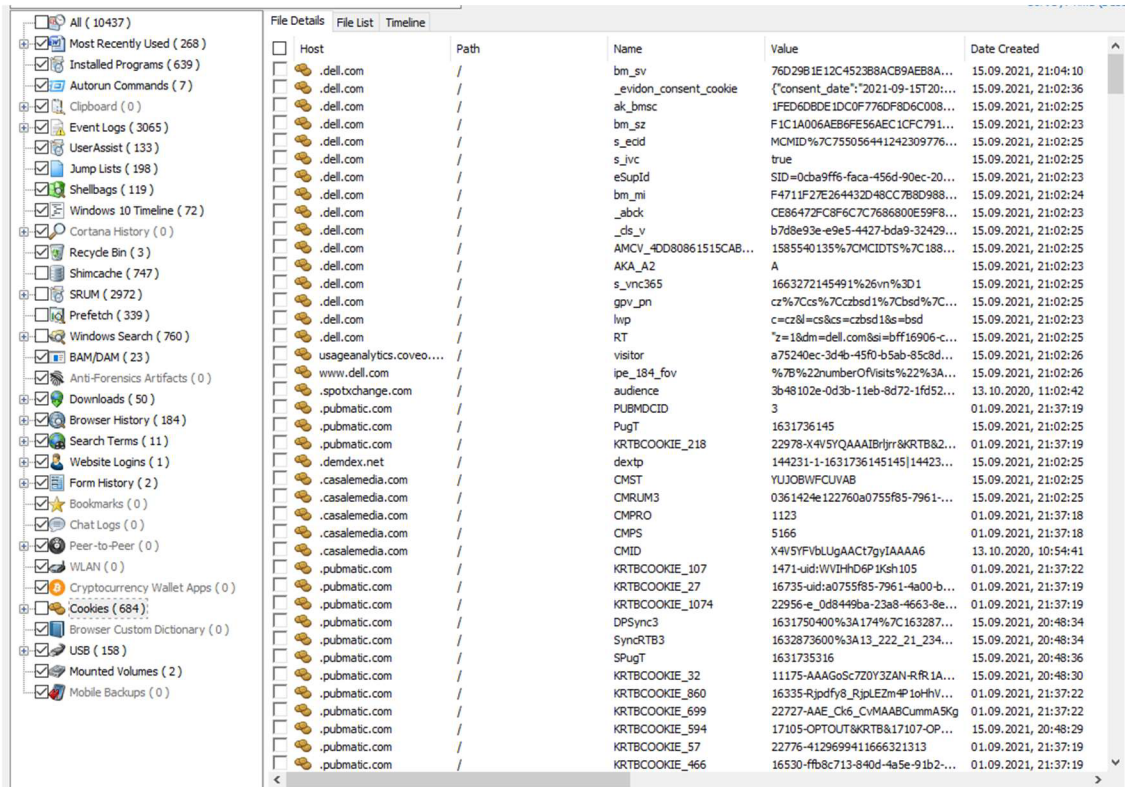 All ( 10437 )
Most Recently Used ( 268 )
Installed Programs ( 639 )
Autorun Commands ( 7 )
Clipboard ( 0 )
Event Logs ( 3065 )
UserAssist ( 133 )
Jump Lists ( 198 )
Shellbags ( 119 )
Windows 10 Timeline ( 72 )
Cortana History ( 0 )
Recycle Bin ( 3 )
Shimcache ( 747 )
SRUM ( 2972 )
Prefetch ( 339 )
Windows Search ( 760 )
BAM/DAM ( 23 )
Anti-Forensics Artifacts ( 0 )
Downloads ( 50 )
Browser History ( 184 )
Search Terms ( 11 )
Website Logins ( 1 )
Form History ( 2 )
Bookmarks ( 0 )
Chat Logs ( 0 )
Peer-to-Peer ( 0 )
WLAN ( 0 )
Cryptocurrency Wallet Apps ( 0 )
Cookies ( 684 )
Browser Custom Dictionary ( 0 )
USB ( 158 )
Mounted Volumes ( 2 )
Mobile Backups ( 0 )
File Details File List Timeline
Host Path Name Value Date Created
.dell.com / bm_sv 76D29B1E12C4523B8ACB9AEB8A... 15.09.2021, 21:04:10
.dell.com / _evidon_consent_cookie {"consent_date":"2021-09-15T20:... 15.09.2021, 21:02:36
.dell.com / ak_bmsc 1FED6DBDE1DC0F776DF8D6C008... 15.09.2021, 21:02:25
.dell.com / bm_sz F1C1A006AEB6FE56AEC1CFC791... 15.09.2021, 21:02:23
.dell.com / s_ecid MCMID%7C755056441242309776... 15.09.2021, 21:02:25
.dell.com / s_ivc true 15.09.2021, 21:02:25
.dell.com / eSupId SID=0cba9ff6-faca-456d-90ec-20... 15.09.2021, 21:02:23
.dell.com / bm_mi F4711F27E264432D48CC7B8D988... 15.09.2021, 21:02:24
.dell.com / _abck CE86472FC8F6C7C7686800E59F8... 15.09.2021, 21:02:23
.dell.com / _cls_v b7d8e93e-e9e5-4427-bda9-32429... 15.09.2021, 21:02:25
.dell.com / AMCV_4DD80861515CAB... 1585540135%7CMCIDTS%7C188... 15.09.2021, 21:02:25
.dell.com / AKA_A2 A 15.09.2021, 21:02:23
.dell.com / s_vnc365 1663272145491%26vn%3D1 15.09.2021, 21:02:25
.dell.com / gpv_pn cz%7Ccs%7Cczbsd1%7Cbsd%7C... 15.09.2021, 21:02:25
.dell.com / lwp c=cz&l=cs&cs=czbsd1&s=bsd 15.09.2021, 21:02:25
.dell.com / RT "z=1&dm=dell.com&si=bff16906-c... 15.09.2021, 21:02:25
usageanalytics.coveo.... / visitor a75240ec-3d4b-45f0-b5ab-85c8d... 15.09.2021, 21:02:26
www.dell.com / ipe_184_fov %7B%22numberOfVisits%22%3A... 15.09.2021, 21:02:26
.spotxchange.com / audience 3b48102e-0d3b-11eb-8d72-1fd52... 13.10.2020, 11:02:42
.pubmatic.com / PUBMDCID 3 01.09.2021, 21:37:19
.pubmatic.com / PugT 1631736145 15.09.2021, 21:02:25
.pubmatic.com / KRTBCOOKIE_218 22978-X4V5YQAAAIBrljrr&KRTB&2... 01.09.2021, 21:37:19
.demdex.net / dextp 144231-1-1631736145145|14423... 15.09.2021, 21:02:25
.casalemedia.com / CMST YUJOBWFCUVAB 15.09.2021, 21:02:25
.casalemedia.com / CMRUM3 0361424e122760a0755f85-7961-... 15.09.2021, 21:02:25
.casalemedia.com / CMPRO 1123 01.09.2021, 21:37:18
.casalemedia.com / CMPS 5166 01.09.2021, 21:37:18
.casalemedia.com / CMID X4V5YFVbLUgAACt7gyIAAAA6 13.10.2020, 10:54:41
.pubmatic.com / KRTBCOOKIE_107 1471-uid:WVIHhD6P1Ksh105 01.09.2021, 21:37:22
.pubmatic.com / KRTBCOOKIE_27 16735-uid:a0755f85-7961-4a00-b... 01.09.2021, 21:37:19
.pubmatic.com / KRTBCOOKIE_1074 22956-e_0d8449ba-23a8-4663-8e... 01.09.2021, 21:37:19
.pubmatic.com / DPSync3 1631750400%3A174%7C163287... 15.09.2021, 20:48:34
.pubmatic.com / SyncRTB3 1632873600%3A13_222_21_234... 15.09.2021, 20:48:34
.pubmatic.com / SPugT 1631735316 15.09.2021, 20:48:36
.pubmatic.com / KRTBCOOKIE_32 11175-AAAGoSc7Z0Y3ZAN-RfR1A... 15.09.2021, 20:48:30
.pubmatic.com / KRTBCOOKIE_860 16335-Rjpdfy8_RjpLEZm4P1oHhV... 01.09.2021, 21:37:22
.pubmatic.com / KRTBCOOKIE_699 22727-AAE_Ck6_CvMAABCummA5Kg 01.09.2021, 21:37:22
.pubmatic.com / KRTBCOOKIE_594 17105-OPTOUT&KRTB&17107-OP... 15.09.2021, 20:48:29
.pubmatic.com / KRTBCOOKIE_57 22776-4129699411666321313 01.09.2021, 21:37:19
.pubmatic.com / KRTBCOOKIE_466 16530-ffb8c713-840d-4a5e-91b2-... 01.09.2021, 21:37:19